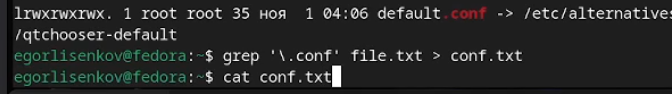 lrwxrwxrwx. 1 root root 35 ноя  1 04:06 default.conf -> /etc/alternatives
/qtchooser-default
egorlisenkov@fedora:~$ grep '\.conf' file.txt > conf.txt
egorlisenkov@fedora:~$ cat conf.txt